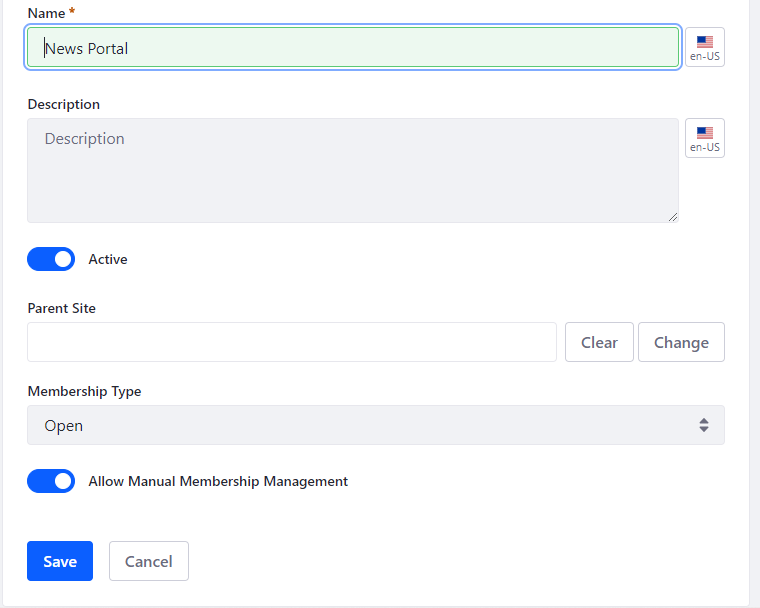 Name *
News Portal
en-US
Description
Description
en-US
Active
Parent Site
Clear Change
Membership Type
Open
Allow Manual Membership Management
Save Cancel